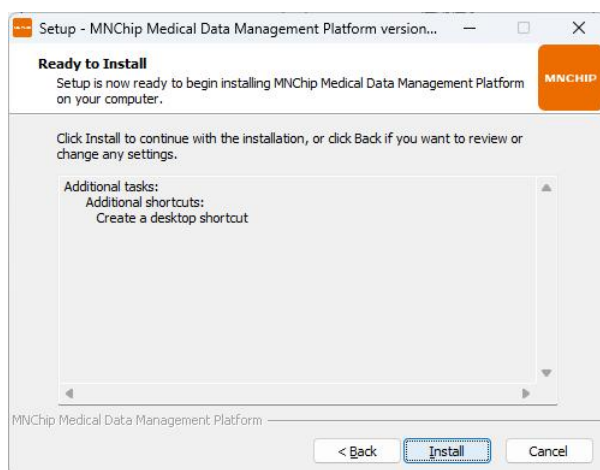 Setup - MNChip Medical Data Management Platform version...
Ready to Install
Setup is now ready to begin installing MNChip Medical Data Management Platform
on your computer.
MNCHIP
Click Install to continue with the installation, or click Back if you want to review or
change any settings.
Additional tasks:
Additional shortcuts:
Create a desktop shortcut
MNChip Medical Data Management Platform
< Back
Install
Cancel